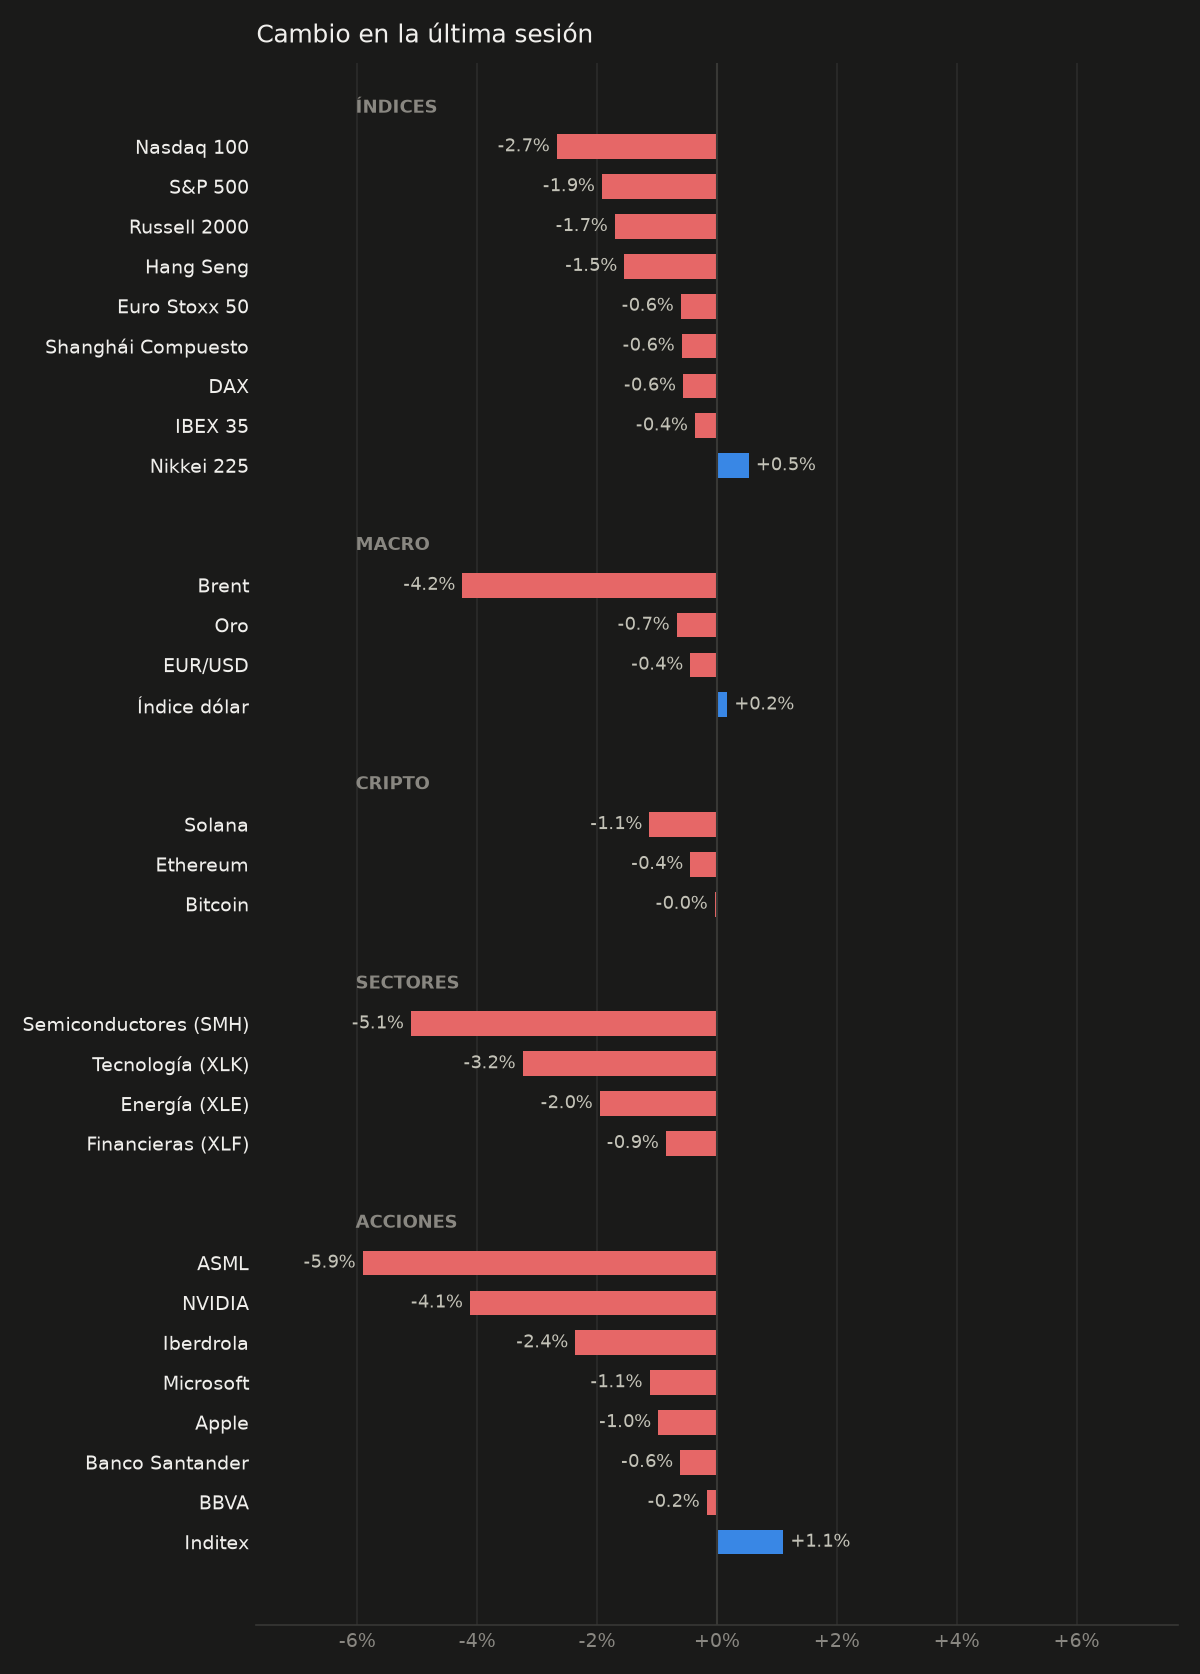 Cambio en la última sesión
ÍNDICES
Nasdaq 100 -2.7%
S&P 500 -1.9%
Russell 2000 -1.7%
Hang Seng -1.5%
Euro Stoxx 50 -0.6%
Shanghái Compuesto -0.6%
DAX -0.6%
IBEX 35 -0.4%
Nikkei 225 +0.5%
MACRO
Brent -4.2%
Oro -0.7%
EUR/USD -0.4%
Índice dólar +0.2%
CRIPTO
Solana -1.1%
Ethereum -0.4%
Bitcoin -0.0%
SECTORES
Semiconductores (SMH) -5.1%
Tecnología (XLK) -3.2%
Energía (XLE) -2.0%
Financieras (XLF) -0.9%
ACCIONES
ASML -5.9%
NVIDIA -4.1%
Iberdrola -2.4%
Microsoft -1.1%
Apple -1.0%
Banco Santander -0.6%
BBVA -0.2%
Inditex +1.1%
-6% -4% -2% +0% +2% +4% +6%